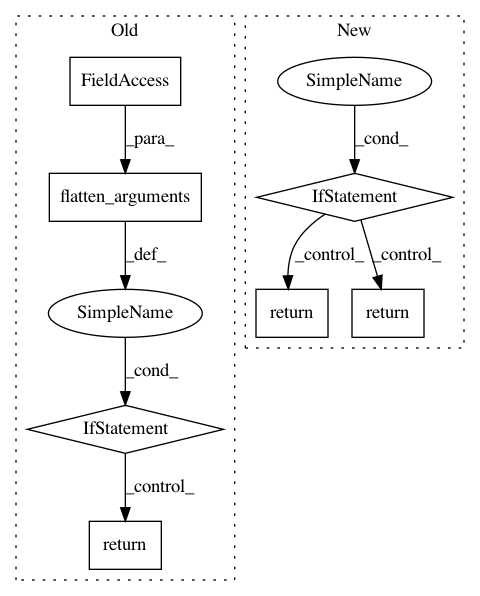 Old
FieldAccess
_para_
flatten_arguments
_def_
SimpleName
_cond_
IfStatement
_control_
return
New
SimpleName
_cond_
IfStatement
_control_
_control_
return
return